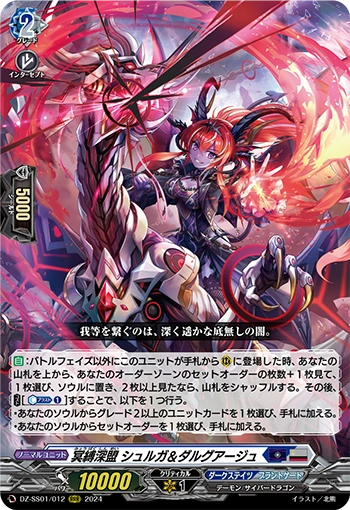 2
グレード
インターセプト
5000
シールド
我等を繋ぐのは、深く遥かな底無しの闇。
自:バトルフェイズ以外にこのユニットが手札からRに登場した時、あなたの
山札を上から、あなたのオーダーゾーンのセットオーダーの枚数+1枚見て、
1枚選び、ソウルに置き、2枚以上見たなら、山札をシャッフルする。その後、
【コスト】[カウンターブラスト1]することで、以下を1つ行う。
・あなたのソウルからグレード2以上のユニットカードを1枚選び、手札に加える。
・あなたのソウルからセットオーダーを1枚選び、手札に加える。
ノーマルユニット
冥縛深盟 シュルガ&ダルグアージュ
パワー
10000
クリティカル
1
ダークステイツ
ブラントゲート
デーモン/サイバードラゴン
DZ-SS01/012
RRR
2024
イラスト/北熊